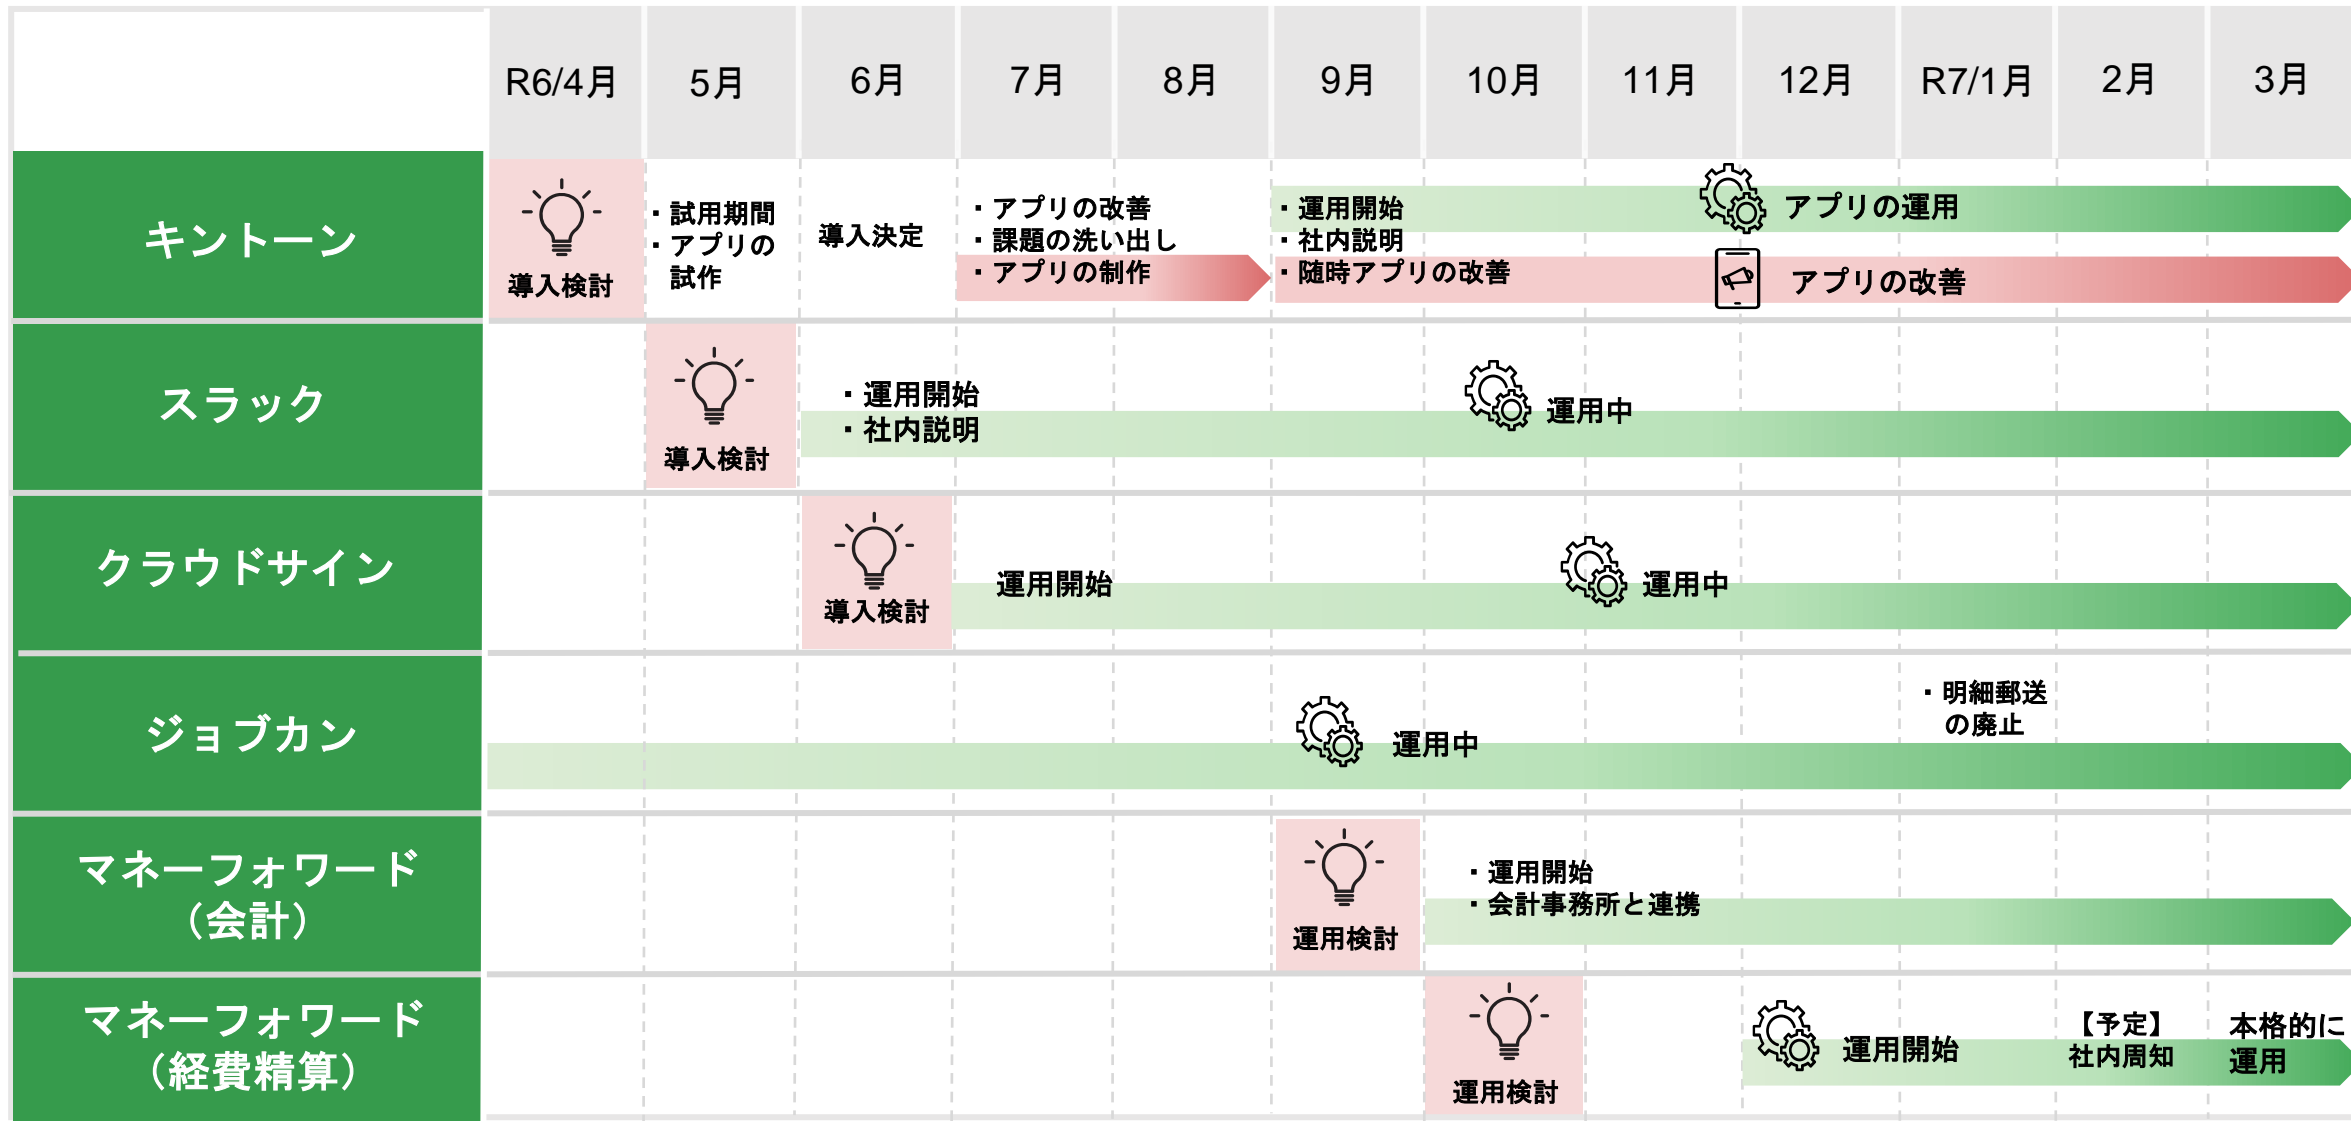 R6/4月
5月
6月
7月
8月
9月
10月
11月
12月
R7/1月
2月
3月
キントーン
導入検討
・試用期間
・アプリの
試作
導入決定
・アプリの改善
・課題の洗い出し
・アプリの制作
・運用開始
・社内説明
・随時アプリの改善
アプリの運用
アプリの改善
スラック
導入検討
・運用開始
・社内説明
運用中
クラウドサイン
導入検討
運用開始
運用中
ジョブカン
運用中
・明細郵送
の廃止
マネーフォワード
（会計）
運用検討
・運用開始
・会計事務所と連携
マネーフォワード
（経費精算）
運用検討
運用開始
【予定】
社内周知
本格的に
運用